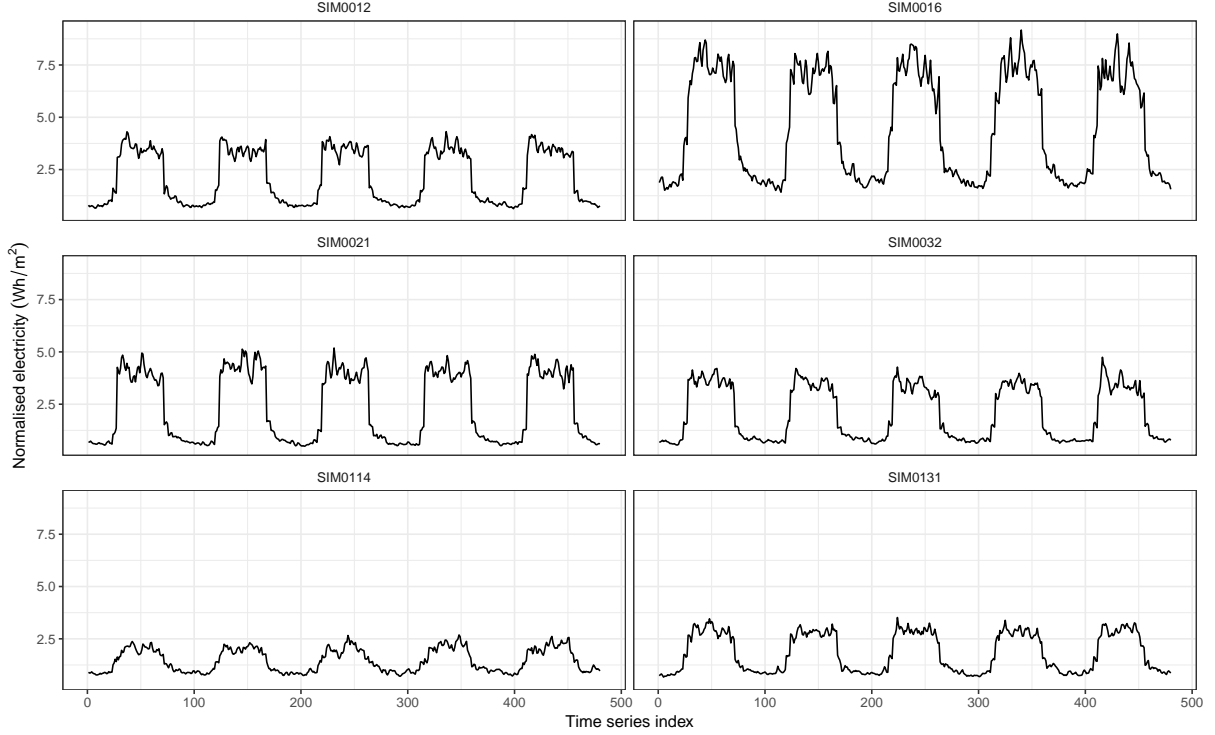 SIM0012 SIM0016
7.5
5.0
2.5
SIM0021 SIM0032
Normalised electricity (Wh/m²)
7.5
5.0
2.5
SIM0114 SIM0131
7.5
5.0
2.5
0 100 200 300 400 500 0 100 200 300 400 500
Time series index